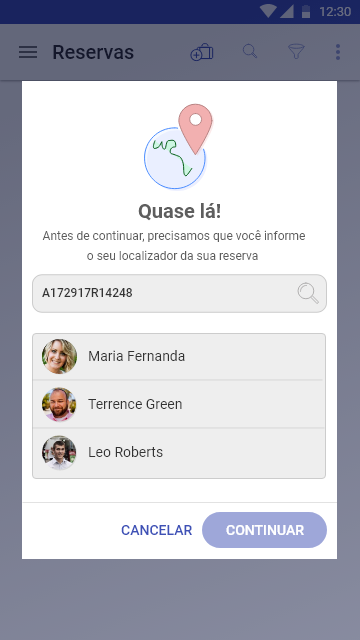 12:30
Reservas
Quase lá!
Antes de continuar, precisamos que você informe
o seu localizador da sua reserva
A172917R14248
Maria Fernanda
Terrence Green
Leo Roberts
CANCELAR CONTINUAR